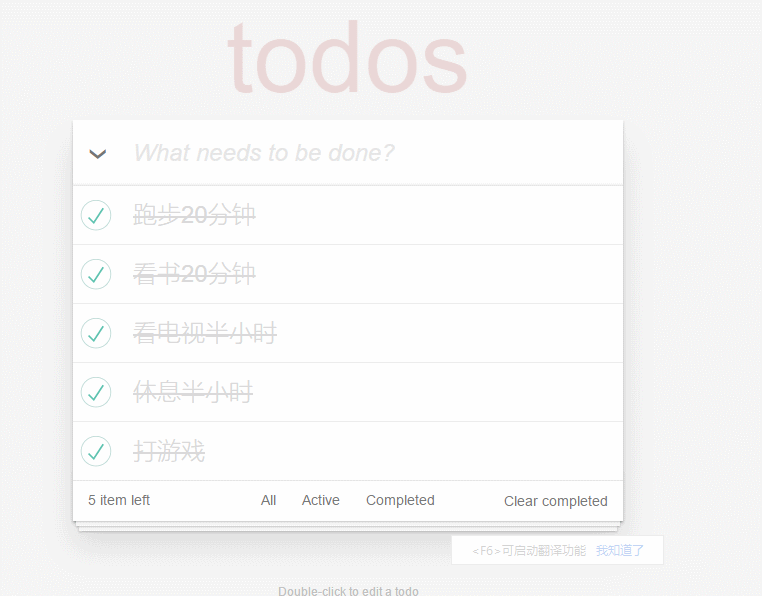 todos
What needs to be done?
跑步20分钟
看书20分钟
看电视半小时
休息半小时
打游戏
5 item left All Active Completed Clear completed
<F6>可启动翻译功能 我知道了
Double-click to edit a todo